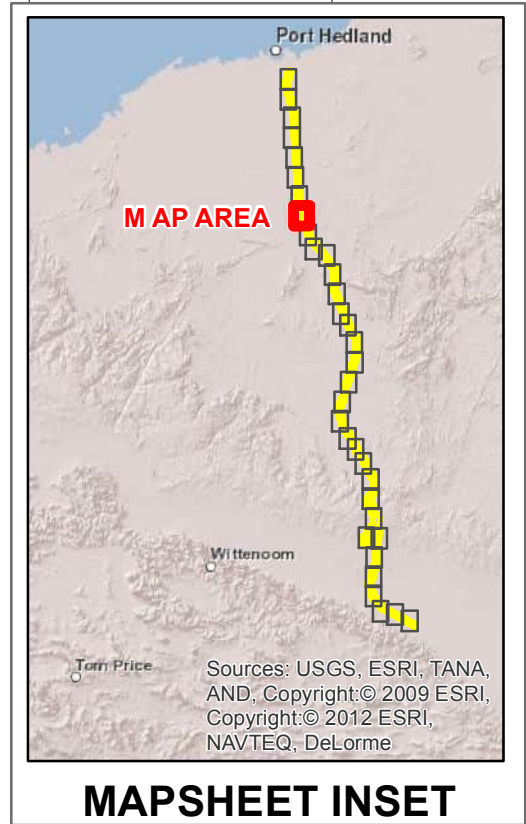 Port Hedland
M AP AREA
Wittenoom
Tom Price
Sources: USGS, ESRI, TANA,
AND, Copyright:© 2009 ESRI,
Copyright:© 2012 ESRI,
NAVTEQ, DeLorme
MAPSHEET INSET